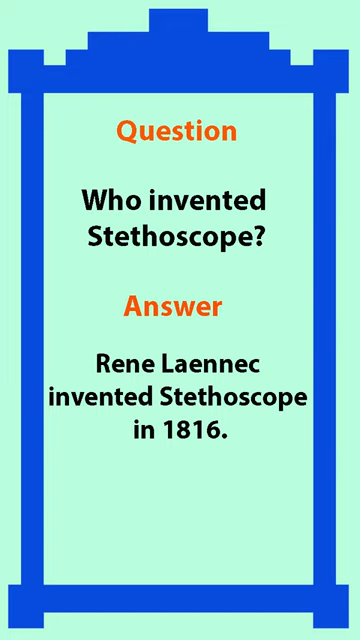 Question
Who invented
Stethoscope?
Answer
Rene Laennec
invented Stethoscope
in 1816.